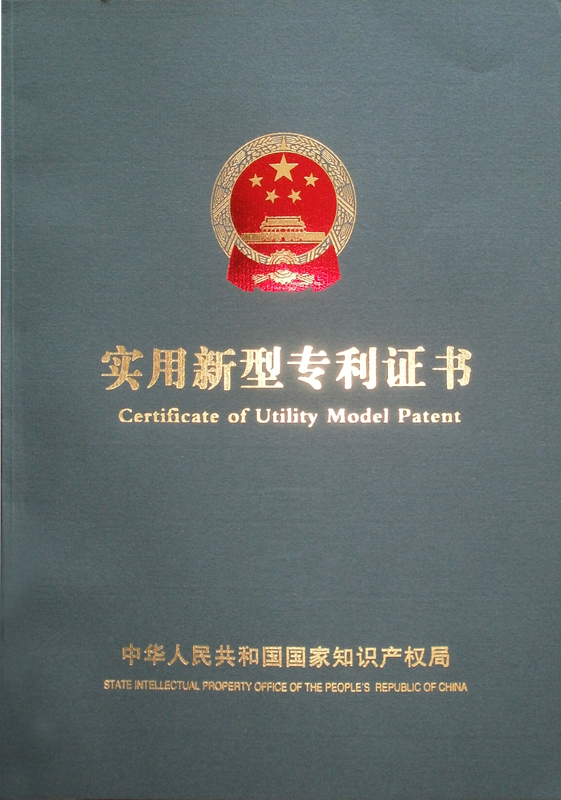 实用新型专利证书
Certificate of Utility Model Patent
中华人民共和国国家知识产权局
STATE INTELLECTUAL PROPERTY OFFICE OF THE PEOPLE'S REPUBLIC OF CHINA